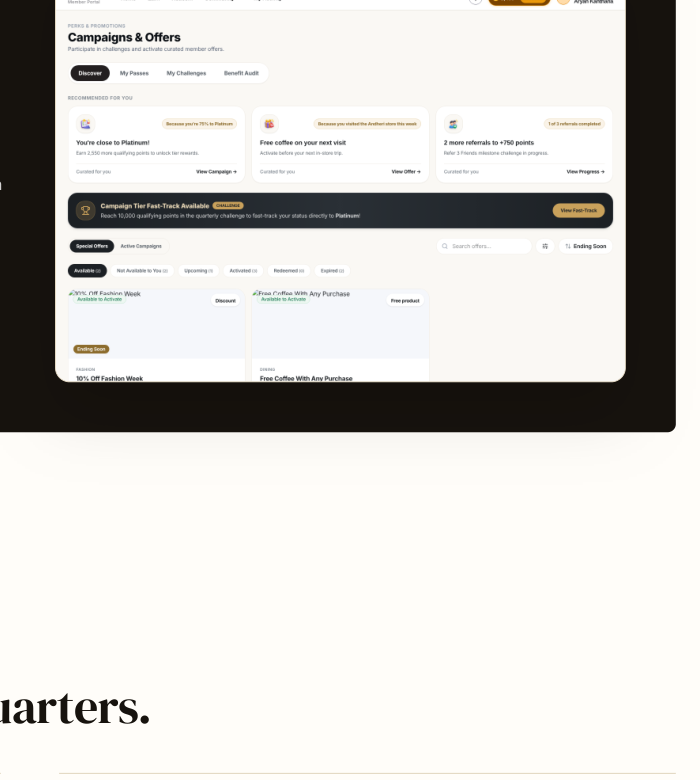 Member Portal
Aryan Kanthana
PERKS & PROMOTIONS
Campaigns & Offers
Participate in challenges and activate curated member offers.
Discover
My Passes
My Challenges
Benefit Audit
RECOMMENDED FOR YOU
Because you're 75% to Platinum
You're close to Platinum!
Earn 2,550 more qualifying points to unlock tier rewards.
Curated for you
View Campaign →
Because you visited the Andheri store this week
Free coffee on your next visit
Activate before your next in-store trip.
Curated for you
View Offer →
1 of 3 referrals completed
2 more referrals to +750 points
Refer 3 Friends milestone challenge in progress.
Curated for you
View Progress →
Campaign Tier Fast-Track Available CHALLENGE
Reach 10,000 qualifying points in the quarterly challenge to fast-track your status directly to Platinum!
View Fast-Track
Special Offers
Active Campaigns
Search offers...
Ending Soon
Available (2)
Not Available to You (2)
Upcoming (1)
Activated (3)
Redeemed (0)
Expired (2)
10% Off Fashion Week
Available to Activate
Discount
Ending Soon
FASHION
10% Off Fashion Week
Free Coffee With Any Purchase
Available to Activate
Free product
DINING
Free Coffee With Any Purchase
uarters.